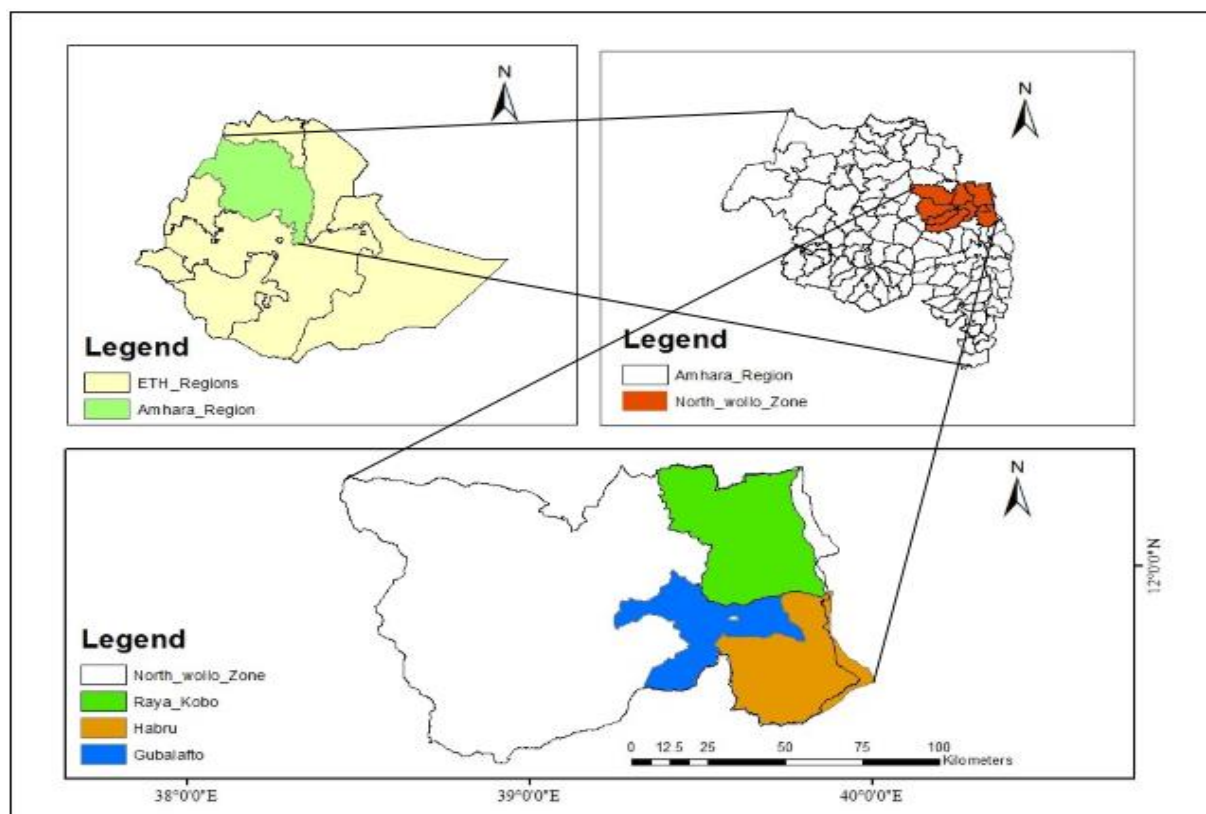 N
Legend
ETH_Regions
Amhara_Region
N
Legend
Amhara_Region
North_wollo_Zone
N
12°0'0"N
Legend
North_wollo_Zone
Raya_Kobo
Habru
Gubalafto
0 12.5 25 50 75 100
Kilometers
38°0'0"E 39°0'0"E 40°0'0"E